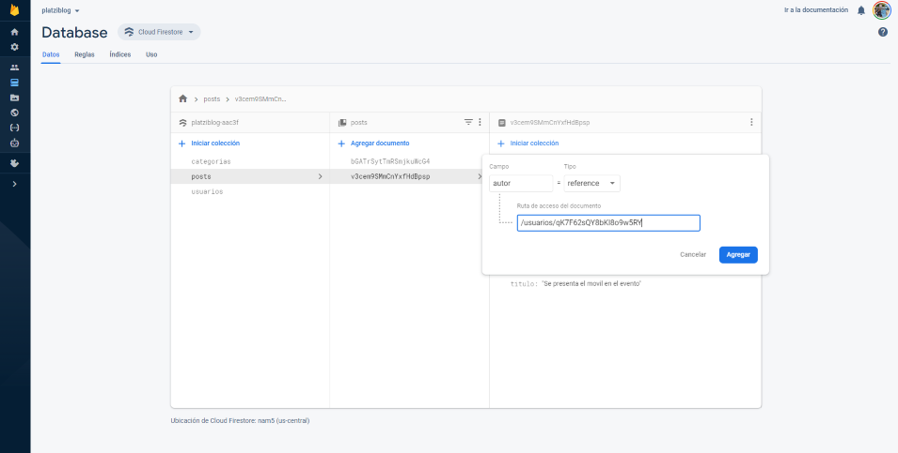 platziblog
Ir a la documentación
Database
Cloud Firestore
Datos
Reglas
Índices
Uso
posts
v3cem9SMmCn...
platziblog-aac3f
posts
v3cem9SMmCnYxfHdBpsp
Iniciar colección
Agregar documento
Iniciar colección
categorias
posts
usuarios
bGATrSytTmRSmjkuWcG4
v3cem9SMmCnYxfHdBpsp
Campo
Tipo
autor
=
reference
Ruta de acceso del documento
/usuarios/qK7F62sQY8bKl8o9w5RY
Cancelar
Agregar
titulo: "Se presenta el movil en el evento"
Ubicación de Cloud Firestore: nam5 (us-central)